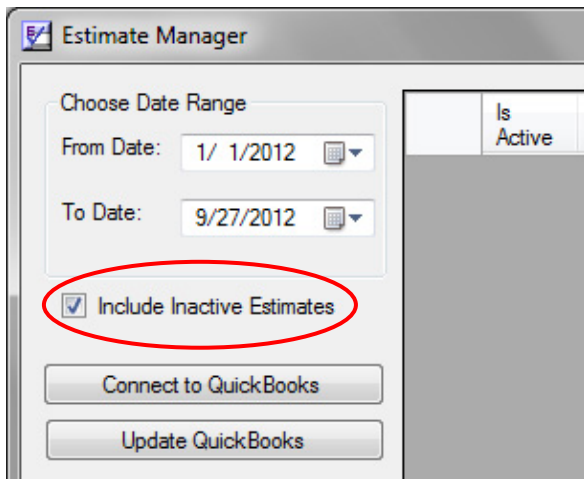 Estimate Manager
Choose Date Range
From Date: 1/ 1/2012
To Date: 9/27/2012
Include Inactive Estimates
Connect to QuickBooks
Update QuickBooks
Is
Active